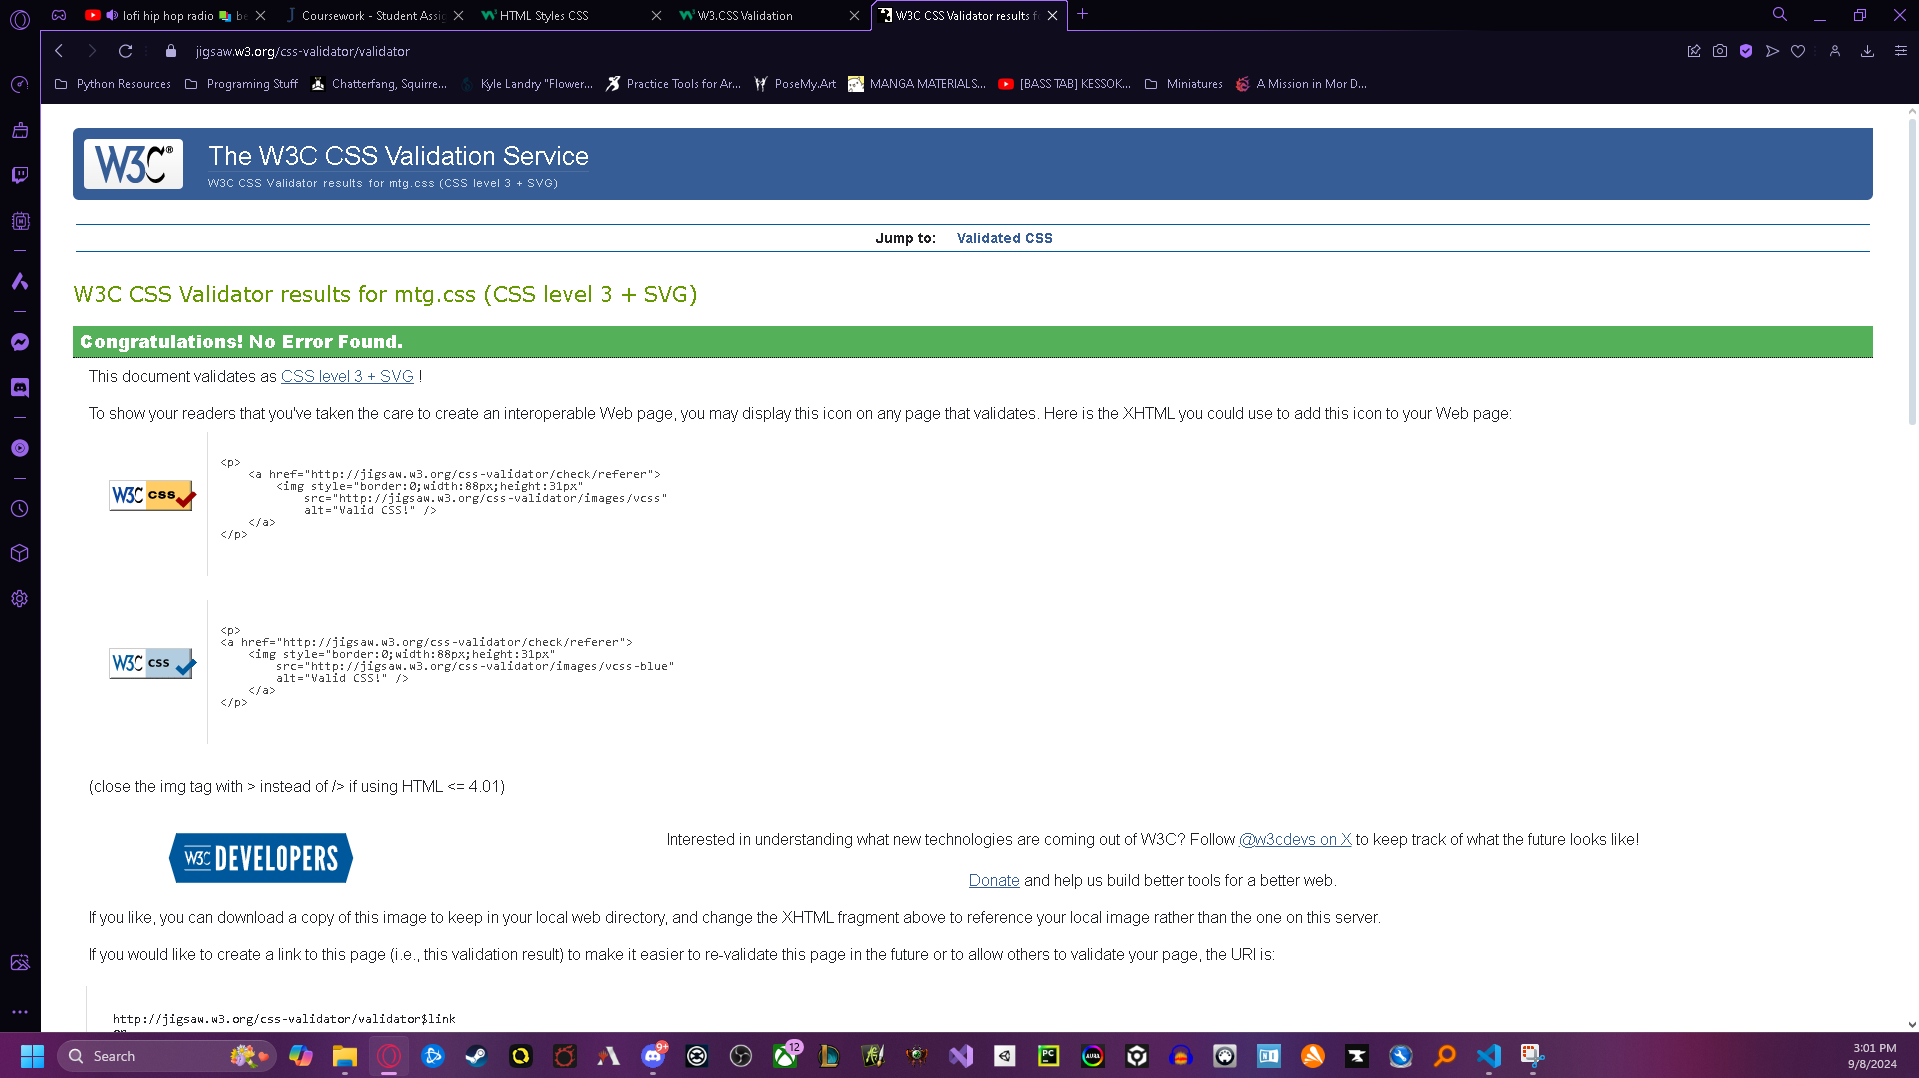 lofi hip hop radio 📚 be
Coursework - Student Assig
HTML Styles CSS
W3.CSS Validation
W3C CSS Validator results f
jigsaw.w3.org/css-validator/validator
Python Resources
Programing Stuff
Chatterfang, Squirre...
Kyle Landry "Flower...
Practice Tools for Ar...
PoseMy.Art
MANGA MATERIALS...
[BASS TAB] KESSOK...
Miniatures
A Mission in Mor D...
W3C®
The W3C CSS Validation Service
W3C CSS Validator results for mtg.css (CSS level 3 + SVG)
Jump to: Validated CSS
W3C CSS Validator results for mtg.css (CSS level 3 + SVG)
Congratulations! No Error Found.
This document validates as CSS level 3 + SVG !
To show your readers that you've taken the care to create an interoperable Web page, you may display this icon on any page that validates. Here is the XHTML you could use to add this icon to your Web page:
W3C css
<p>
<a href="http://jigsaw.w3.org/css-validator/check/referer">
<img style="border:0;width:88px;height:31px"
src="http://jigsaw.w3.org/css-validator/images/vcss"
alt="Valid CSS!" />
</a>
</p>
W3C css
<p>
<a href="http://jigsaw.w3.org/css-validator/check/referer">
<img style="border:0;width:88px;height:31px"
src="http://jigsaw.w3.org/css-validator/images/vcss-blue"
alt="Valid CSS!" />
</a>
</p>
(close the img tag with > instead of /> if using HTML <= 4.01)
W3C DEVELOPERS
Interested in understanding what new technologies are coming out of W3C? Follow @w3cdevs on X to keep track of what the future looks like!
Donate and help us build better tools for a better web.
If you like, you can download a copy of this image to keep in your local web directory, and change the XHTML fragment above to reference your local image rather than the one on this server.
If you would like to create a link to this page (i.e., this validation result) to make it easier to re-validate this page in the future or to allow others to validate your page, the URI is:
http://jigsaw.w3.org/css-validator/validator$link
Search
9+
12
PC
AURA
3:01 PM
9/8/2024